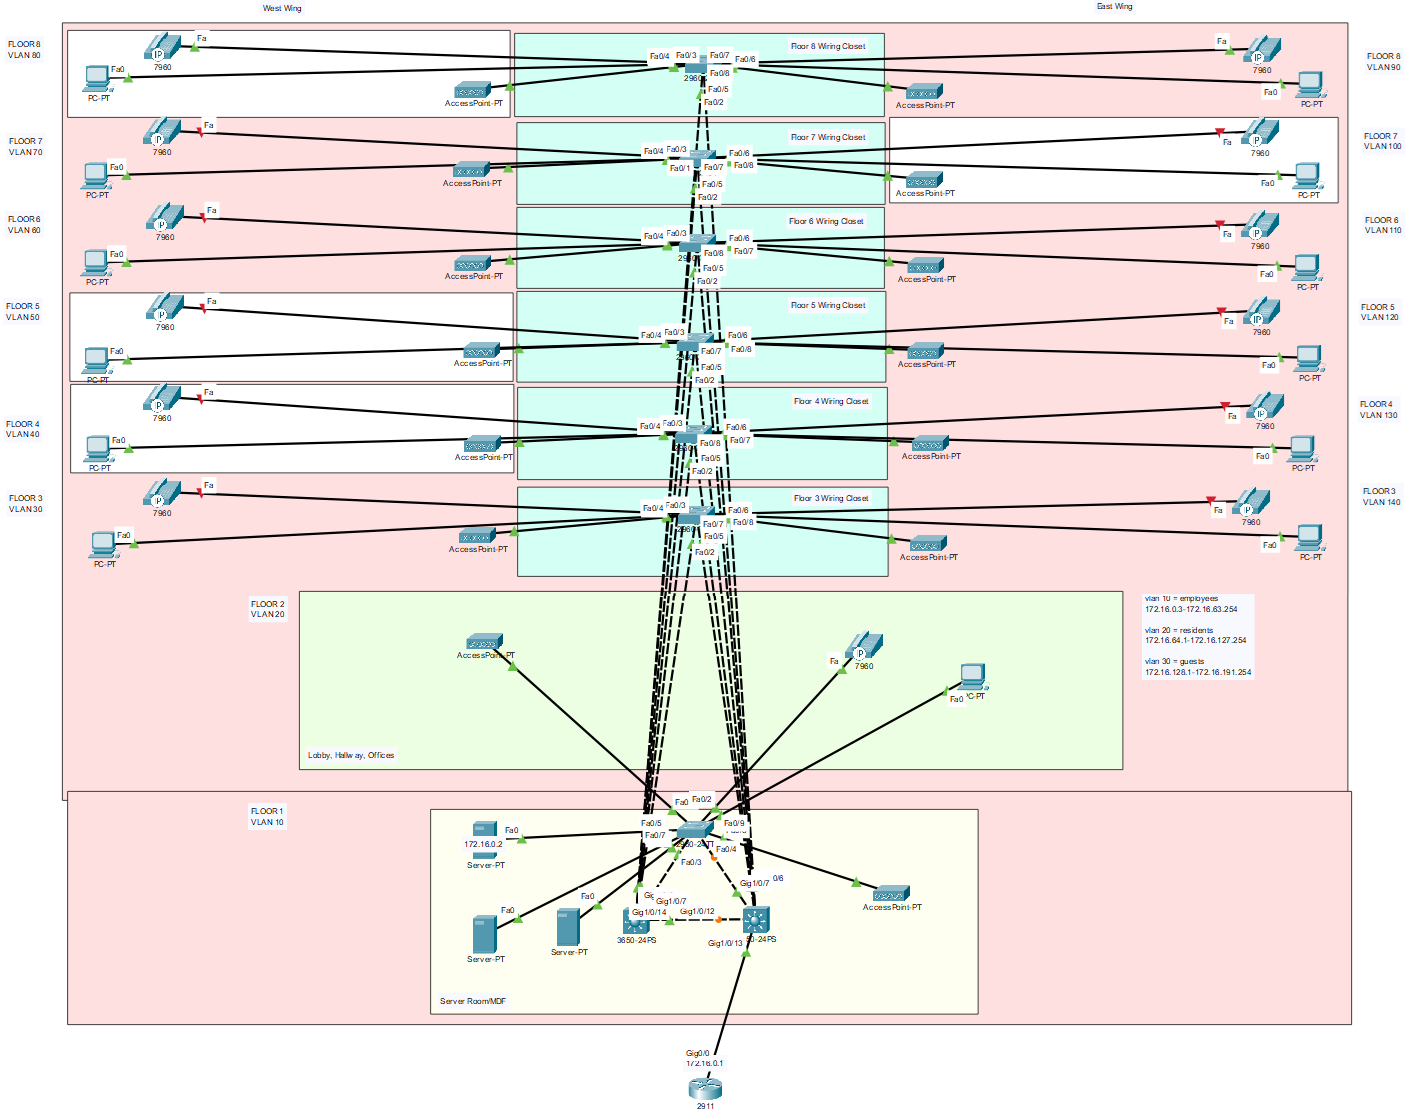 West Wing
East Wing
FLOOR 8
VLAN 80
Fa
7960
Fa0
PC-PT
AccessPoint-PT
Floor 8 Wiring Closet
Fa0/4
Fa0/3
Fa0/7
Fa0/6
Fa0/8
Fa0/5
Fa0/2
AccessPoint-PT
Fa
7960
Fa0
PC-PT
FLOOR 8
VLAN 90
FLOOR 7
VLAN 70
Fa
7960
Fa0
PC-PT
AccessPoint-PT
Floor 7 Wiring Closet
Fa0/4
Fa0/3
Fa0/6
Fa0/1
Fa0/7
Fa0/8
Fa0/5
Fa0/2
AccessPoint-PT
Fa
7960
Fa0
PC-PT
FLOOR 7
VLAN 100
FLOOR 6
VLAN 60
Fa
7960
Fa0
PC-PT
AccessPoint-PT
Floor 6 Wiring Closet
Fa0/4
Fa0/3
Fa0/6
Fa0/8
Fa0/7
Fa0/5
Fa0/2
AccessPoint-PT
Fa
7960
Fa0
PC-PT
FLOOR 6
VLAN 110
FLOOR 5
VLAN 50
Fa
7960
Fa0
PC-PT
AccessPoint-PT
Floor 5 Wiring Closet
Fa0/4
Fa0/3
Fa0/6
Fa0/7
Fa0/8
Fa0/5
Fa0/2
AccessPoint-PT
Fa
7960
Fa0
PC-PT
FLOOR 5
VLAN 120
FLOOR 4
VLAN 40
Fa
7960
Fa0
PC-PT
AccessPoint-PT
Floor 4 Wiring Closet
Fa0/4
Fa0/3
Fa0/6
Fa0/8
Fa0/7
Fa0/5
Fa0/2
AccessPoint-PT
Fa
7960
Fa0
PC-PT
FLOOR 4
VLAN 130
FLOOR 3
VLAN 30
Fa
7960
Fa0
PC-PT
AccessPoint-PT
Floor 3 Wiring Closet
Fa0/4
Fa0/3
Fa0/6
Fa0/7
Fa0/8
Fa0/5
Fa0/2
AccessPoint-PT
Fa
7960
Fa0
PC-PT
FLOOR 3
VLAN 140
FLOOR 2
VLAN 20
Fa
7960
Fa0
Lobby, Hallway, Offices
vlan 10 = employees
172.16.0.3-172.16.63.254
vlan 20 = residents
172.16.64.1-172.16.127.254
vlan 30 = guests
172.16.128.1-172.16.191.254
FLOOR 1
VLAN 10
Fa0
172.16.0.2
Server-PT
Fa0
Server-PT
Fa0
Server-PT
Fa0
Fa0/2
Fa0/5
Fa0/7
Fa0/9
Fa0/4
Fa0/3
Gig1/0/7
Gig1/0/7
Gig1/0/14
Gig1/0/12
3650-24PS
50-24PS
Gig1/0/13
AccessPoint-PT
Server Room/MDF
Gig0/0
172.16.0.1
2911